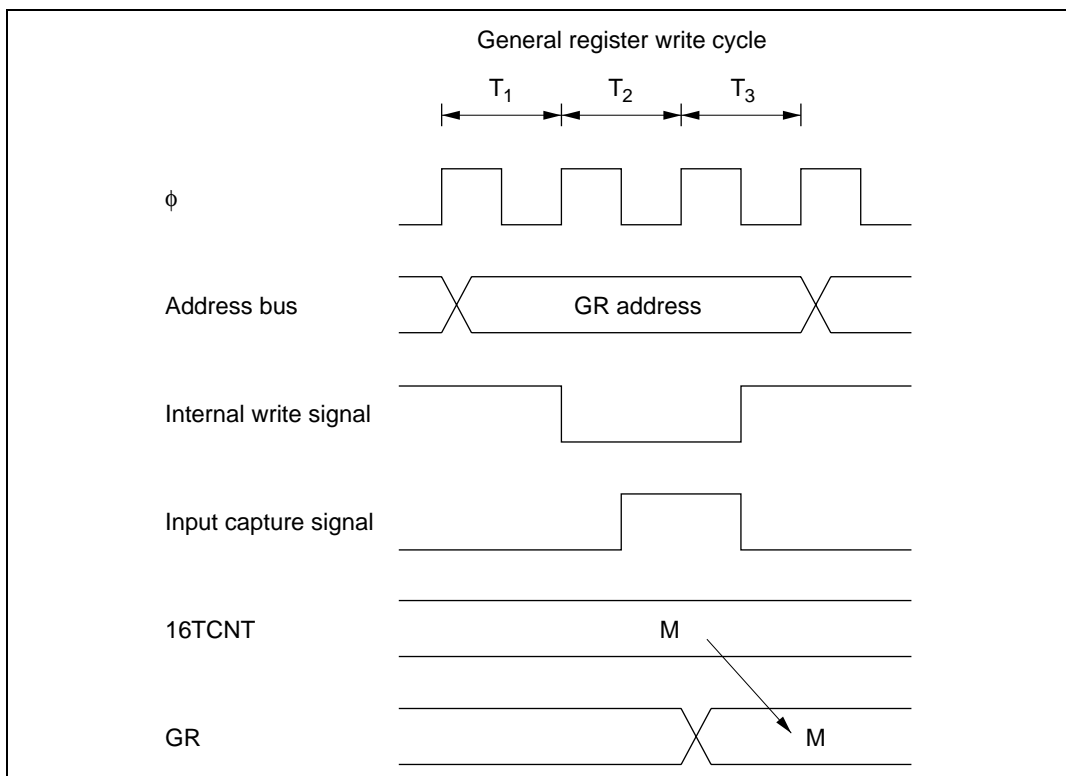 General register write cycle
T1 T2 T3
ϕ
Address bus GR address
Internal write signal
Input capture signal
16TCNT M
GR M